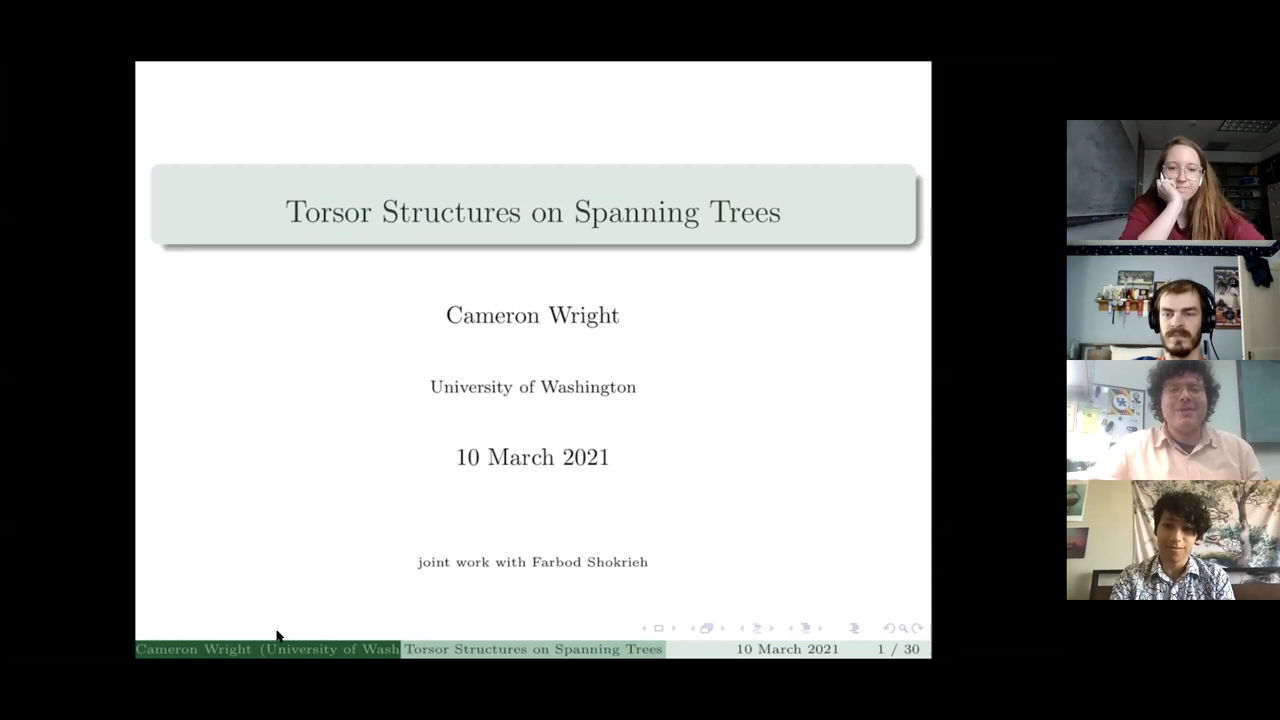 Torsor Structures on Spanning Trees
Cameron Wright
University of Washington
10 March 2021
joint work with Farbod Shokrieh
Cameron Wright (University of Wash
Torsor Structures on Spanning Trees
10 March 2021
1 / 30